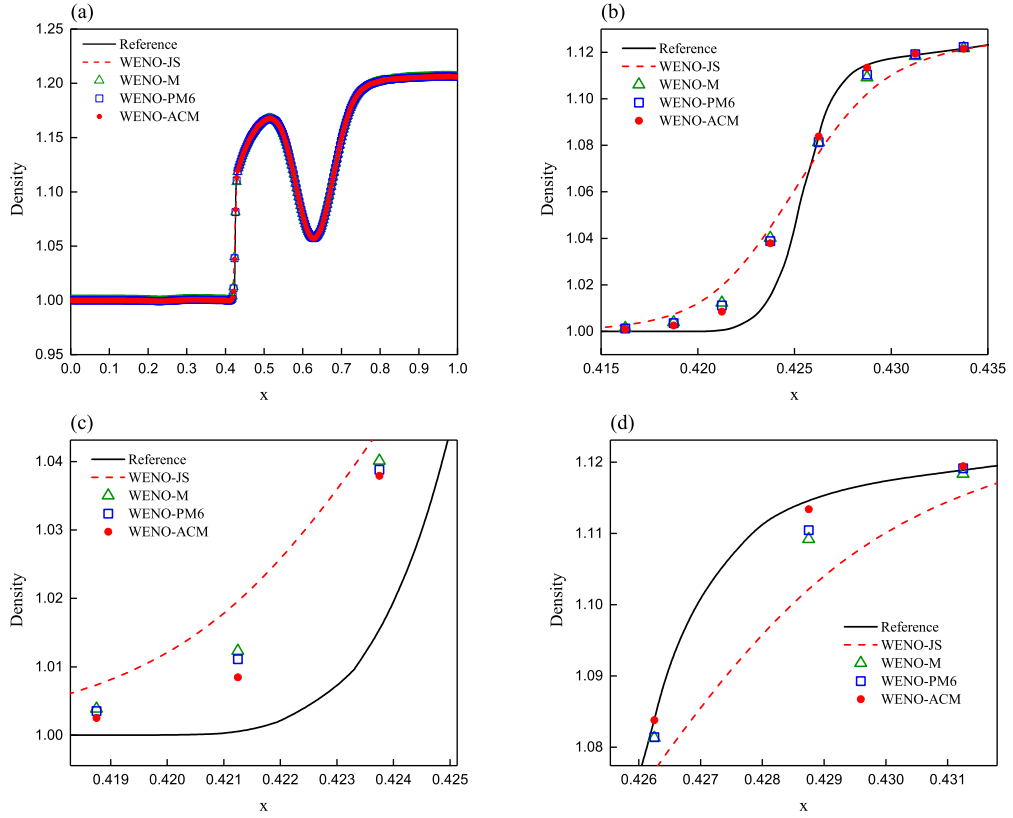 (a)
1.25
1.20
1.15
1.10
1.05
1.00
0.95
Density
Reference
WENO-JS
WENO-M
WENO-PM6
WENO-ACM
0.0 0.1 0.2 0.3 0.4 0.5 0.6 0.7 0.8 0.9 1.0
x
(b)
1.12
1.10
1.08
1.06
1.04
1.02
1.00
Density
Reference
WENO-JS
WENO-M
WENO-PM6
WENO-ACM
0.415 0.420 0.425 0.430 0.435
x
(c)
1.04
1.03
1.02
1.01
1.00
Density
Reference
WENO-JS
WENO-M
WENO-PM6
WENO-ACM
0.419 0.420 0.421 0.422 0.423 0.424 0.425
x
(d)
1.12
1.11
1.10
1.09
1.08
Density
Reference
WENO-JS
WENO-M
WENO-PM6
WENO-ACM
0.426 0.427 0.428 0.429 0.430 0.431
x